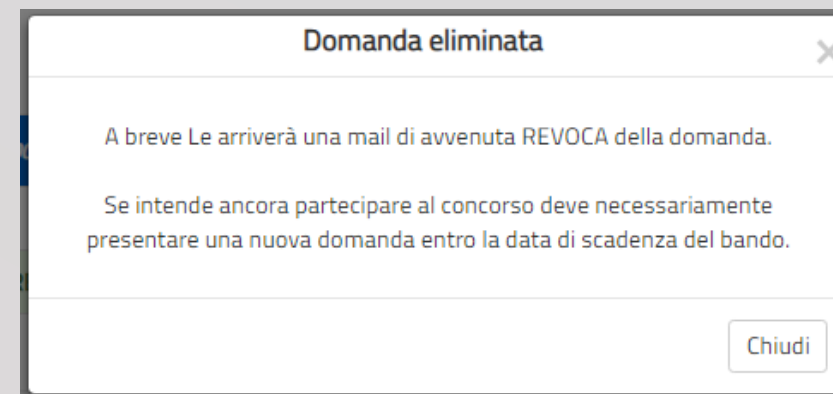 Domanda eliminata
A breve Le arriverà una mail di avvenuta REVOCA della domanda.
Se intende ancora partecipare al concorso deve necessariamente
presentare una nuova domanda entro la data di scadenza del bando.
Chiudi